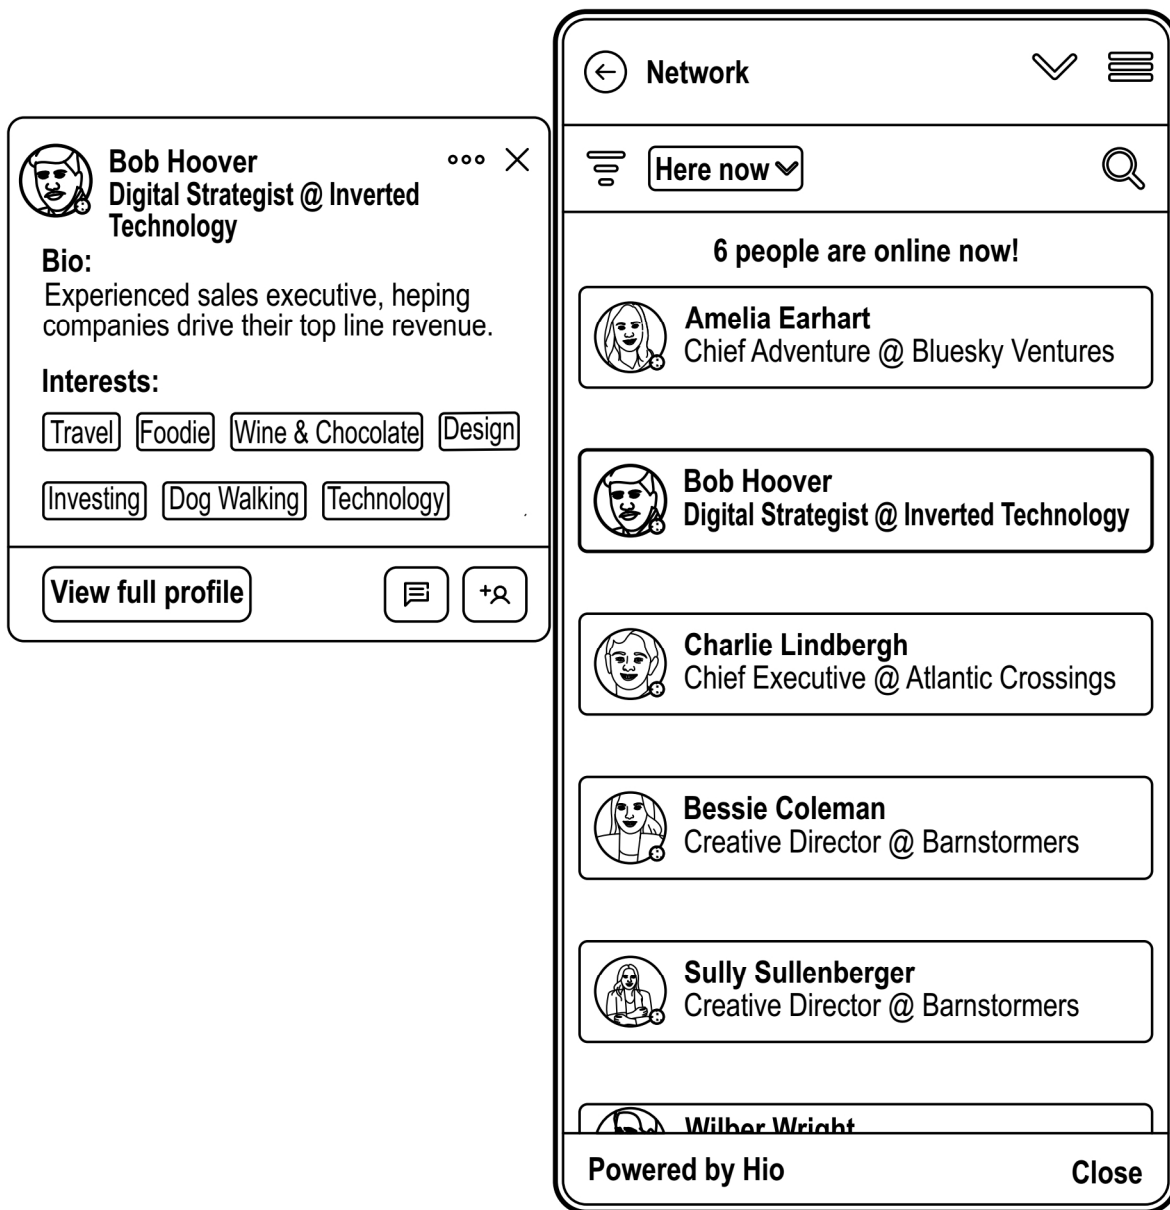 Bob Hoover
Digital Strategist @ Inverted
Technology
Bio:
Experienced sales executive, heping
companies drive their top line revenue.
Interests:
Travel Foodie Wine & Chocolate Design
Investing Dog Walking Technology
View full profile
Network
Here now
6 people are online now!
Amelia Earhart
Chief Adventure @ Bluesky Ventures
Bob Hoover
Digital Strategist @ Inverted Technology
Charlie Lindbergh
Chief Executive @ Atlantic Crossings
Bessie Coleman
Creative Director @ Barnstormers
Sully Sullenberger
Creative Director @ Barnstormers
Wilber Wright
Powered by Hio Close